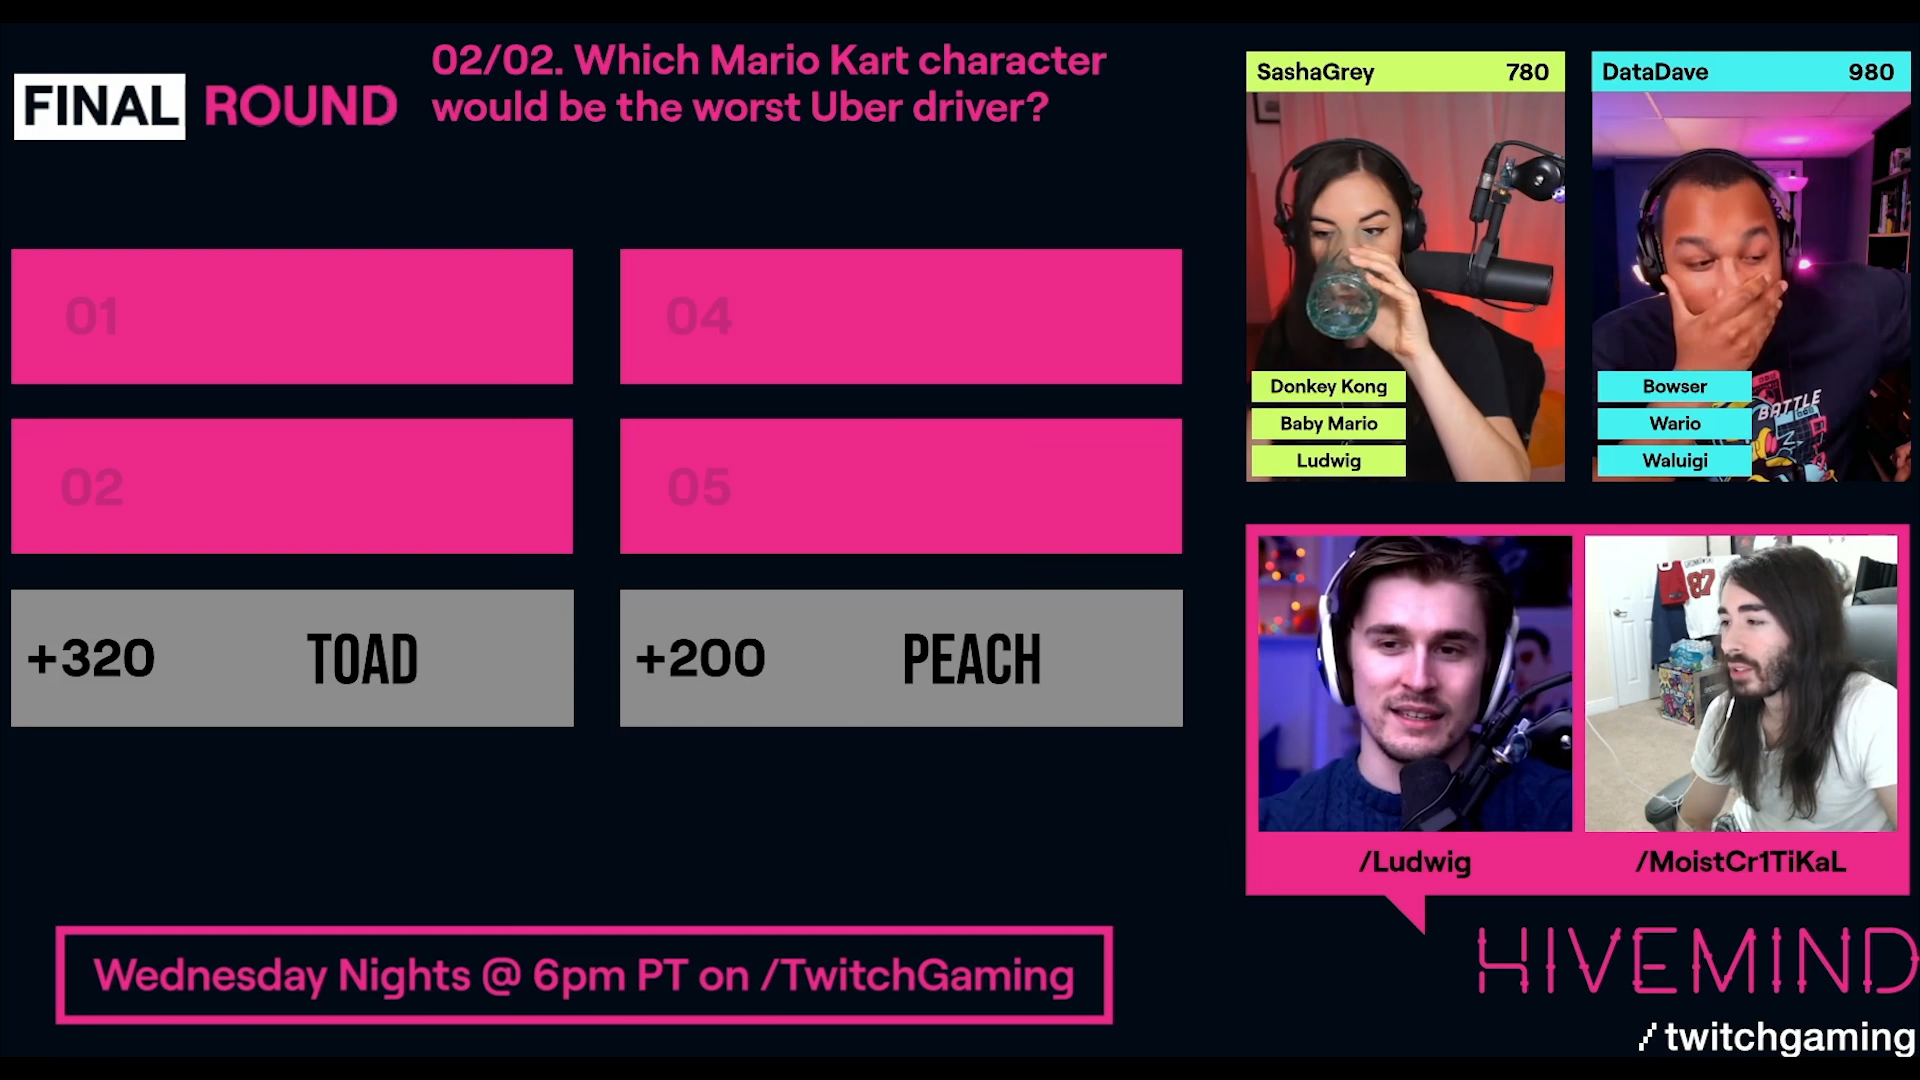 FINAL ROUND
02/02. Which Mario Kart character
would be the worst Uber driver?
01
04
02
05
+320 TOAD
+200 PEACH
Wednesday Nights @ 6pm PT on /TwitchGaming
SashaGrey 780
Donkey Kong
Baby Mario
Ludwig
DataDave 980
BATTLE
Bowser
Wario
Waluigi
87
/Ludwig
/MoistCr1TiKaL
HIVEMIND
/twitchgaming